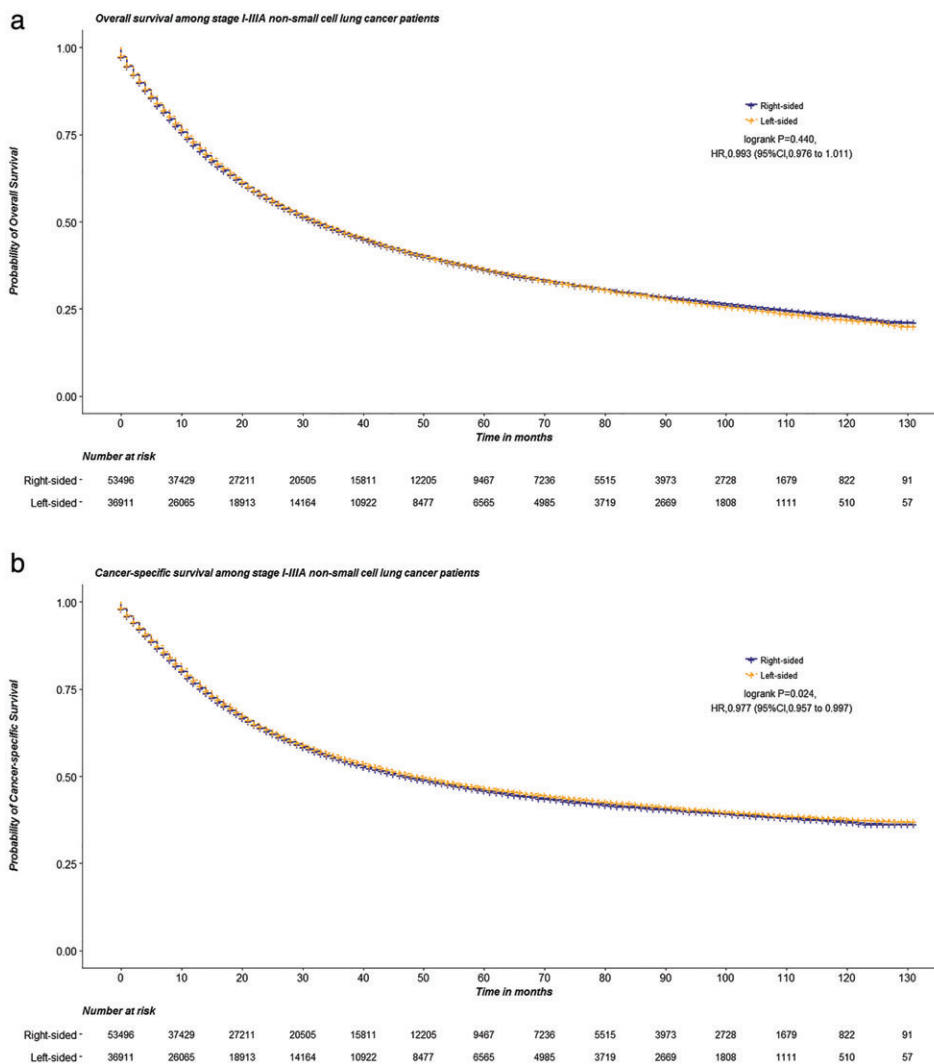 a
Overall survival among stage I-IIIA non-small cell lung cancer patients
1.00
0.75
0.50
0.25
0.00
Probability of Overall Survival
Right-sided
Left-sided
logrank P=0.440,
HR,0.993 (95%CI,0.976 to 1.011)
0 10 20 30 40 50 60 70 80 90 100 110 120 130
Time in months
Number at risk
Right-sided 53496 37429 27211 20505 15811 12205 9467 7236 5515 3973 2728 1679 822 91
Left-sided 36911 26065 18913 14164 10922 8477 6565 4985 3719 2669 1808 1111 510 57
b
Cancer-specific survival among stage I-IIIA non-small cell lung cancer patients
1.00
0.75
0.50
0.25
0.00
Probability of Cancer-specific Survival
Right-sided
Left-sided
logrank P=0.024,
HR,0.977 (95%CI,0.957 to 0.997)
0 10 20 30 40 50 60 70 80 90 100 110 120 130
Time in months
Number at risk
Right-sided 53496 37429 27211 20505 15811 12205 9467 7236 5515 3973 2728 1679 822 91
Left-sided 36911 26065 18913 14164 10922 8477 6565 4985 3719 2669 1808 1111 510 57